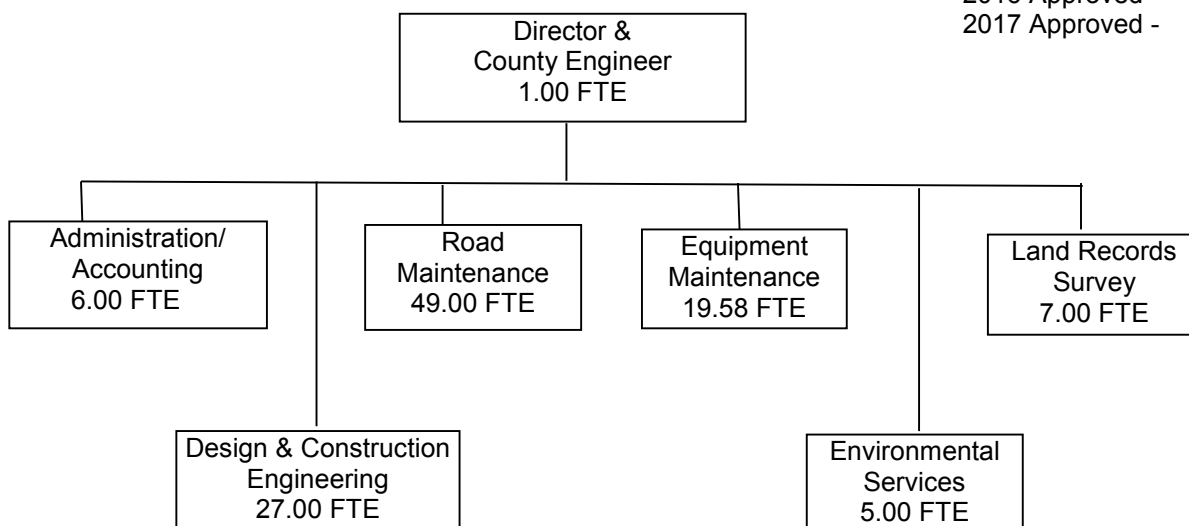 2017 Approved -
Director &
County Engineer
1.00 FTE
Administration/
Accounting
6.00 FTE
Road
Maintenance
49.00 FTE
Equipment
Maintenance
19.58 FTE
Land Records
Survey
7.00 FTE
Design & Construction
Engineering
27.00 FTE
Environmental
Services
5.00 FTE